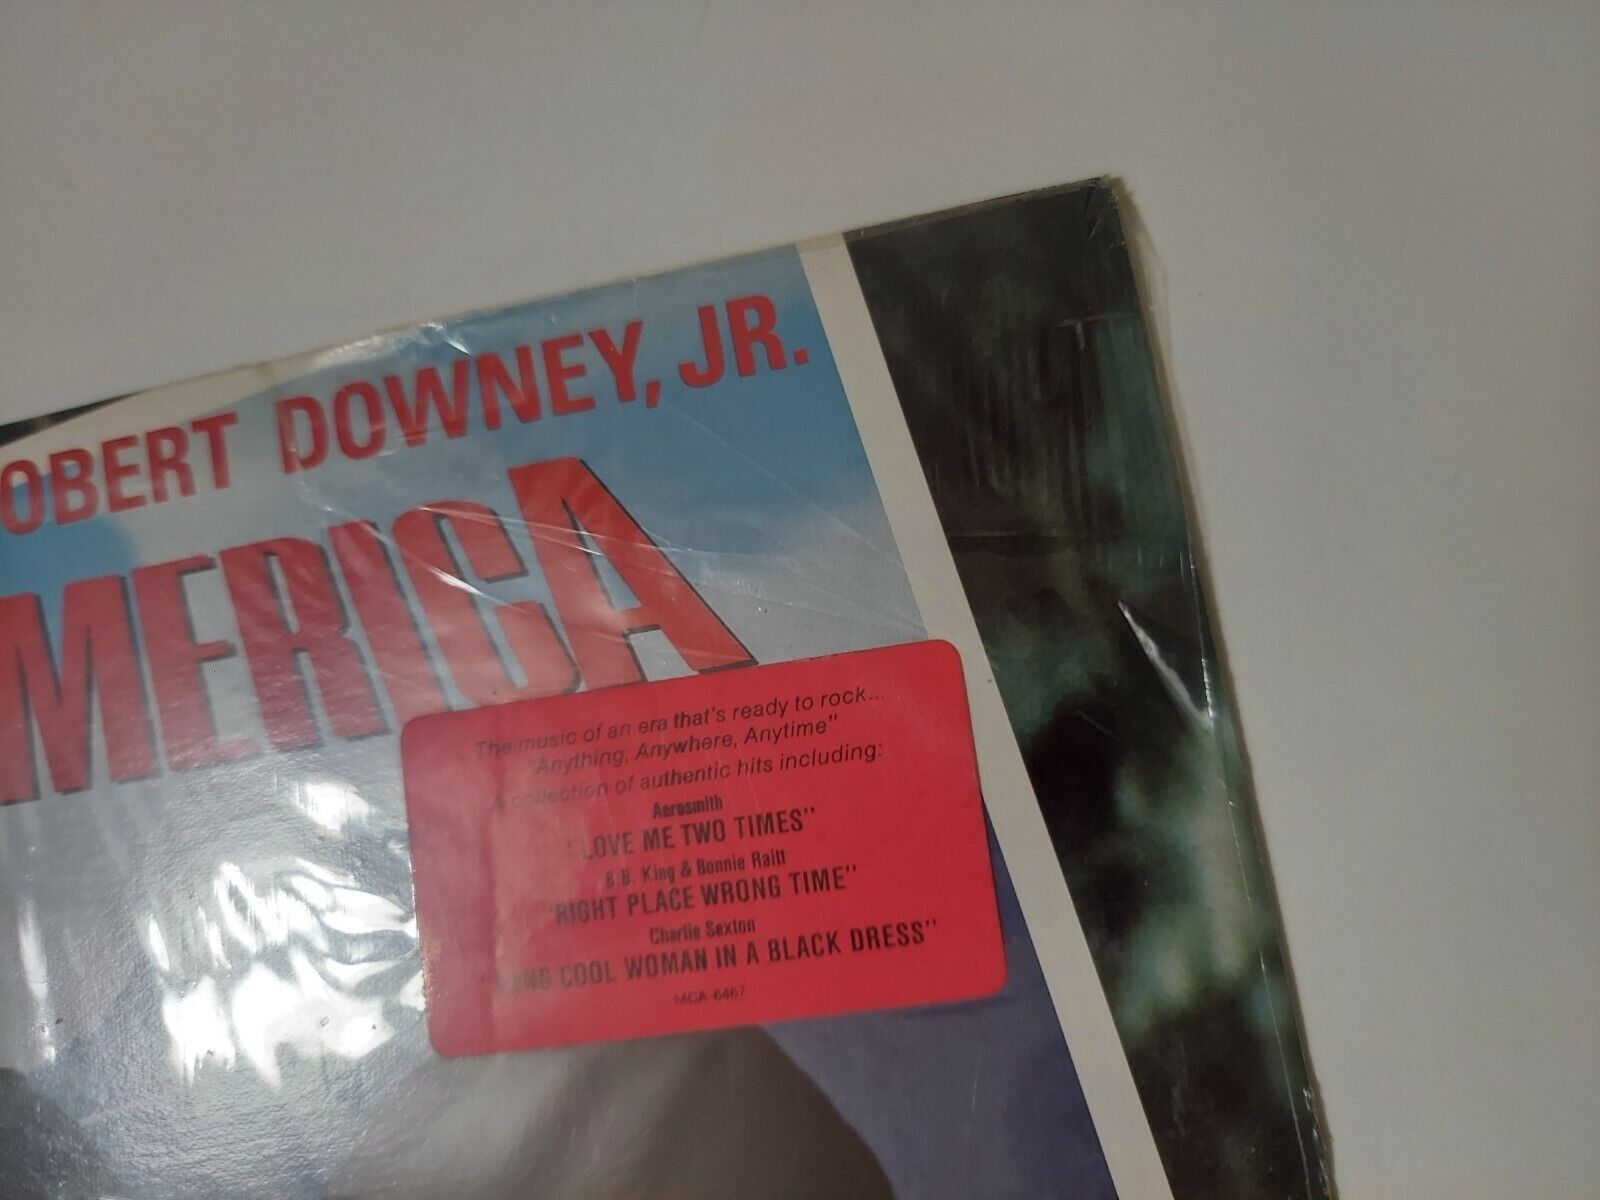 OBERT DOWNEY, JR.
MERICA
The music of an era that's ready to rock...
"Anything, Anywhere, Anytime"
A collection of authentic hits including:
Aerosmith
"LOVE ME TWO TIMES"
B.B. King & Bonnie Raitt
"RIGHT PLACE WRONG TIME"
Charlie Sexton
"LONG COOL WOMAN IN A BLACK DRESS"
MCA-6467